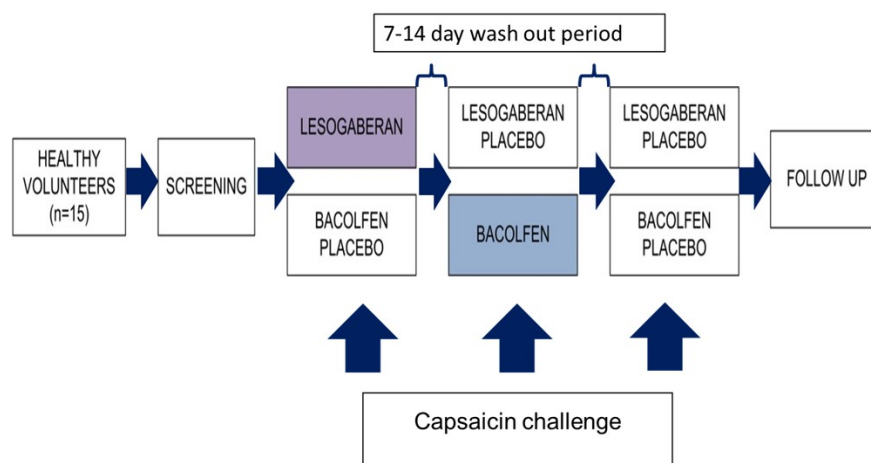 7-14 day wash out period
HEALTHY
VOLUNTEERS
(n=15)
SCREENING
LESOGABERAN
BACOLFEN
PLACEBO
LESOGABERAN
PLACEBO
BACOLFEN
LESOGABERAN
PLACEBO
BACOLFEN
PLACEBO
FOLLOW UP
Capsaicin challenge